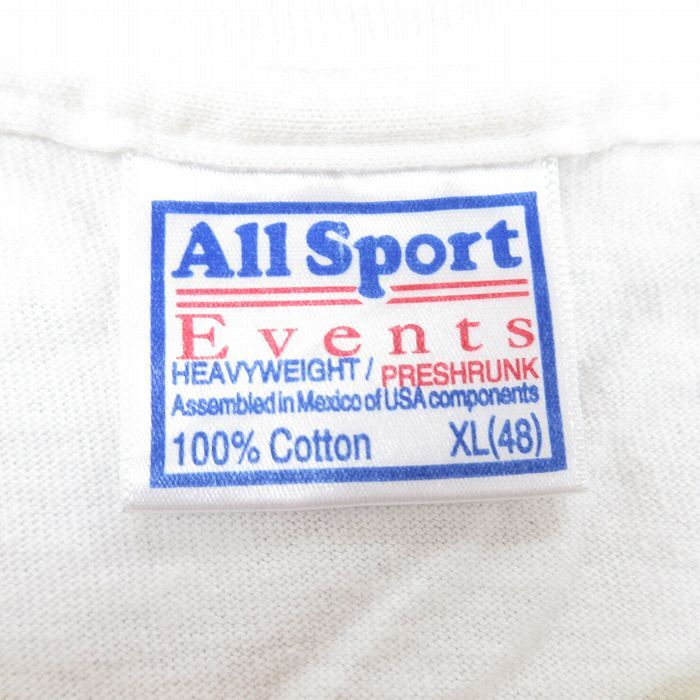 All Sport
Events
HEAVYWEIGHT / PRESHRUNK
Assembled in Mexico of USA components
100% Cotton XL(48)